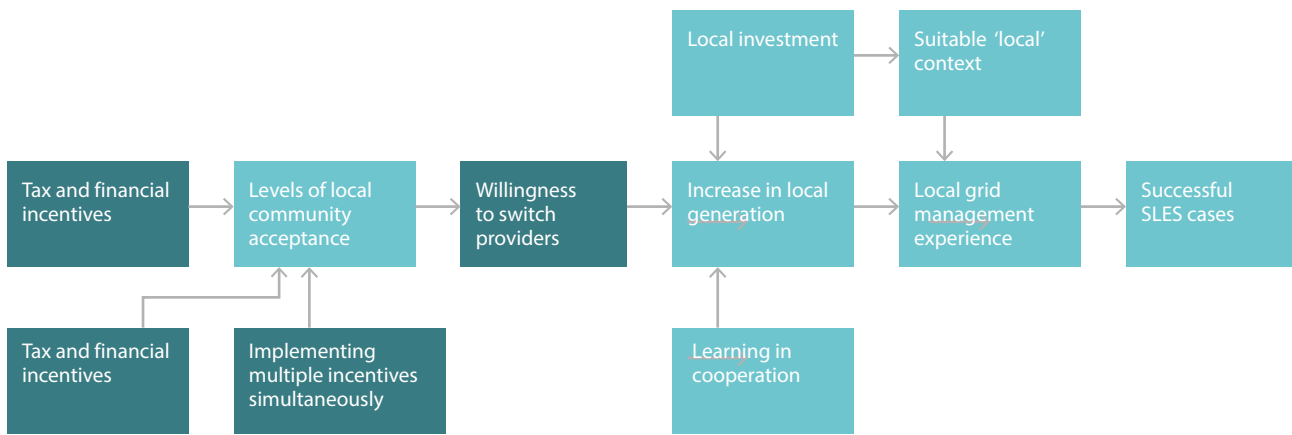 Local investment
Suitable ‘local’
context
Tax and financial
incentives
Levels of local
community
acceptance
Willingness
to switch
providers
Increase in local
generation
Local grid
management
experience
Successful
SLES cases
Tax and financial
incentives
Implementing
multiple incentives
simultaneously
Learning in
cooperation